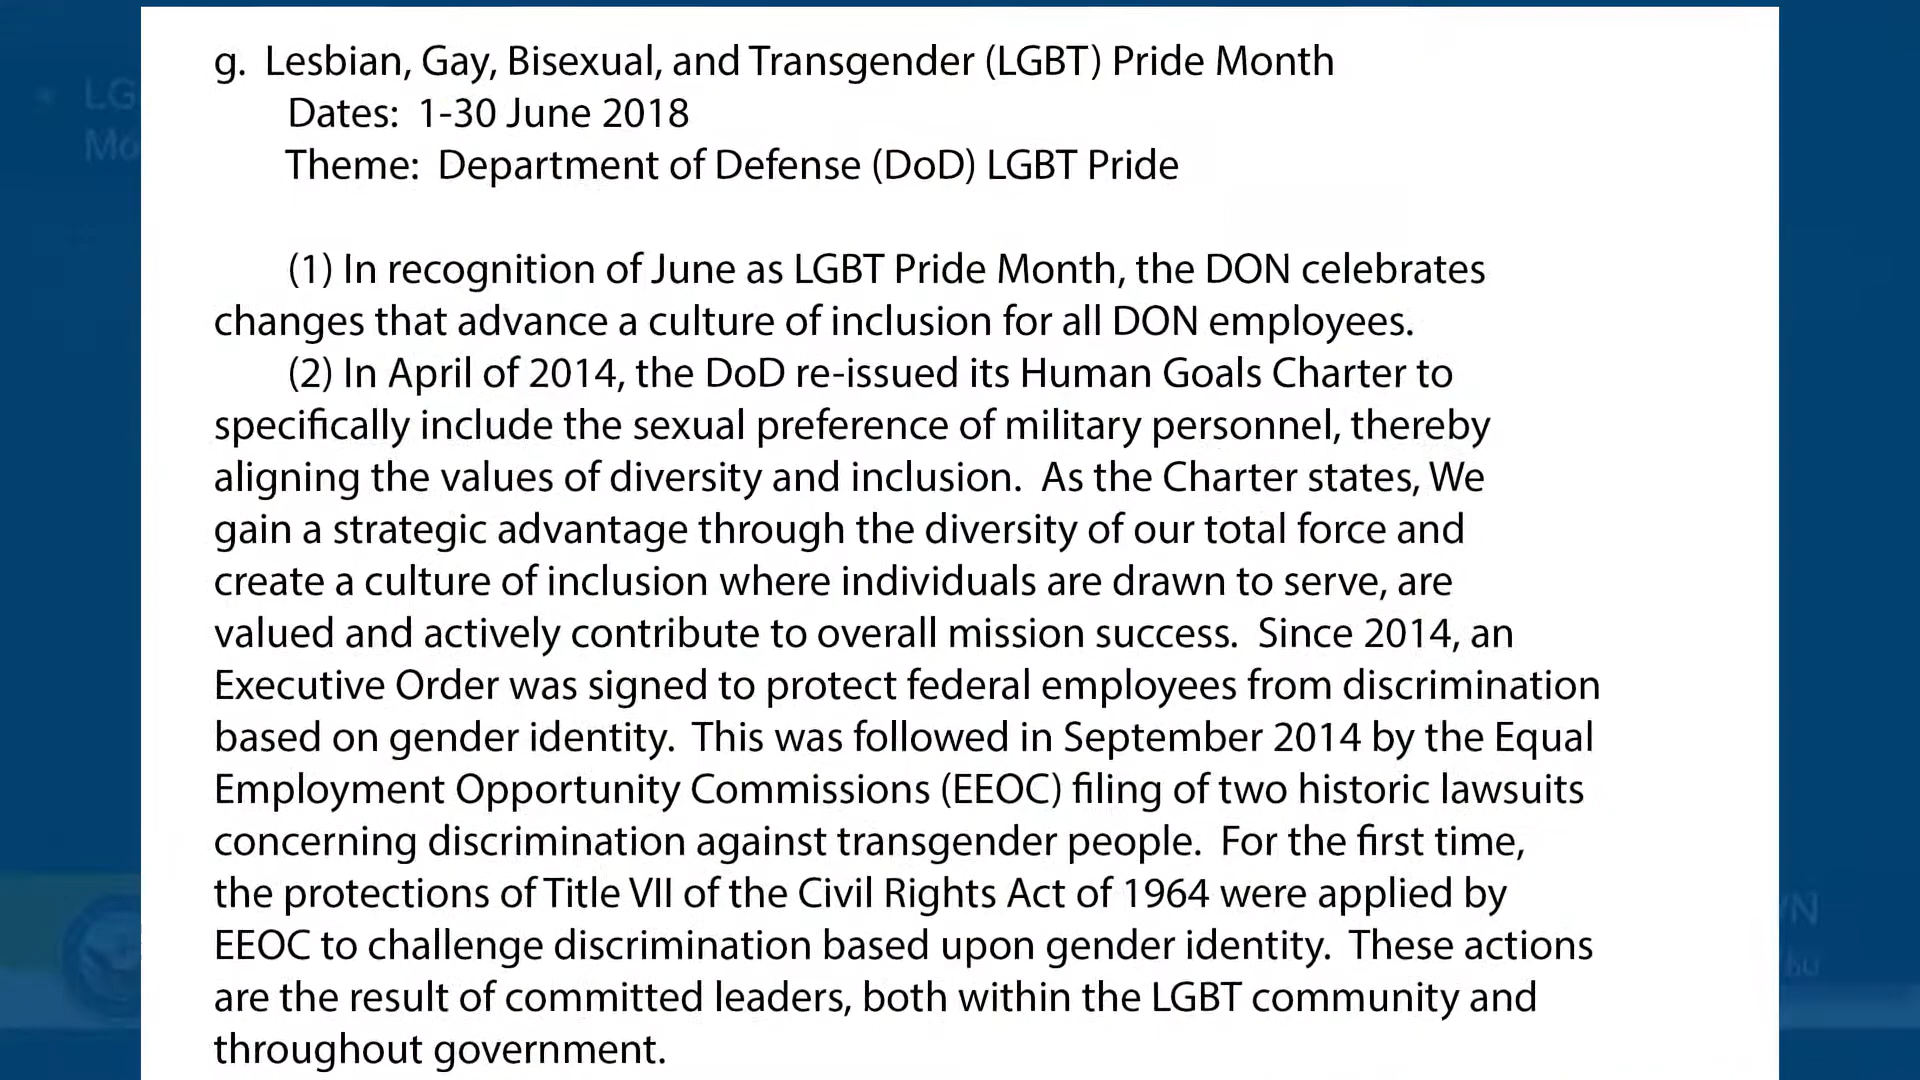 g. Lesbian, Gay, Bisexual, and Transgender (LGBT) Pride Month
Dates: 1-30 June 2018
Theme: Department of Defense (DoD) LGBT Pride
(1) In recognition of June as LGBT Pride Month, the DON celebrates
changes that advance a culture of inclusion for all DON employees.
(2) In April of 2014, the DoD re-issued its Human Goals Charter to
specifically include the sexual preference of military personnel, thereby
aligning the values of diversity and inclusion. As the Charter states, We
gain a strategic advantage through the diversity of our total force and
create a culture of inclusion where individuals are drawn to serve, are
valued and actively contribute to overall mission success. Since 2014, an
Executive Order was signed to protect federal employees from discrimination
based on gender identity. This was followed in September 2014 by the Equal
Employment Opportunity Commissions (EEOC) filing of two historic lawsuits
concerning discrimination against transgender people. For the first time,
the protections of Title VII of the Civil Rights Act of 1964 were applied by
EEOC to challenge discrimination based upon gender identity. These actions
are the result of committed leaders, both within the LGBT community and
throughout government.